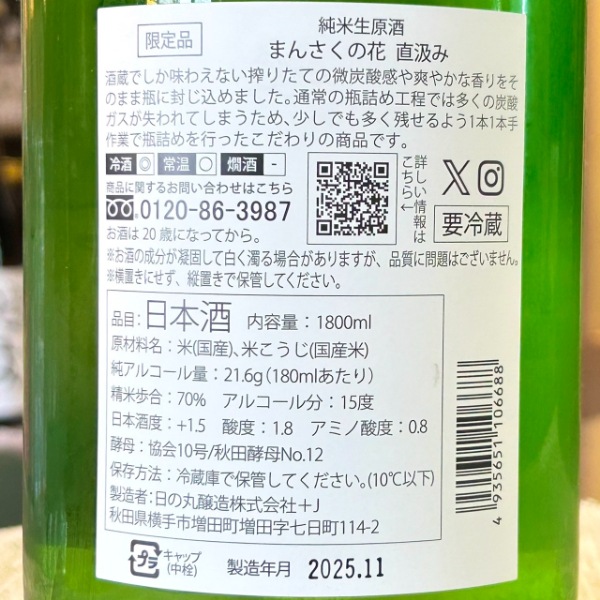 限定品
純米生原酒
まんさくの花 直汲み
酒蔵でしか味わえない搾りたての微炭酸感や爽やかな香りをそ
のまま瓶に封じ込めました。通常の瓶詰め工程では多くの炭酸
ガスが失われてしまうため、少しでも多く残せるよう1本1本手
作業で瓶詰めを行ったこだわりの商品です。
冷酒 ◎ 常温 ○ 燗酒 -
商品に関するお問い合わせはこちら
0120-86-3987
お酒は20歳になってから。
詳しい情報は
こちら←
要冷蔵
※お酒の成分が凝固して白く濁る場合がありますが、品質に問題はございません。
※横置きにせず、縦置きで保管してください。
品目:日本酒 内容量:1800ml
原材料名:米(国産)、米こうじ(国産米)
純アルコール量:21.6g(180mlあたり)
精米歩合:70% アルコール分:15度
日本酒度:+1.5 酸度:1.8 アミノ酸度:0.8
酵母:協会10号/秋田酵母No.12
保存方法:冷蔵庫で保管してください。(10℃以下)
製造者:日の丸醸造株式会社+J
秋田県横手市増田町増田字七日町114-2
4 935651 106688
プラ キャップ
(中栓)
製造年月 2025.11